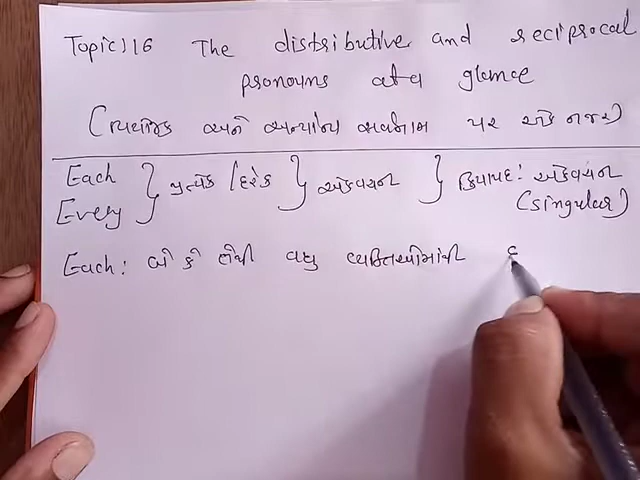 Topic:16 The distributive and reciprocal
pronouns at a glance
(વિભાજક અને અન્યોન્ય સર્વનામ પર એક નજર)
Each } પ્રત્યેક/દરેક } એકવચન } ક્રિયાપદ: એકવચન
Every (singular)
Each: બે કે તેથી વધુ વ્યક્તિઓમાંથી દ